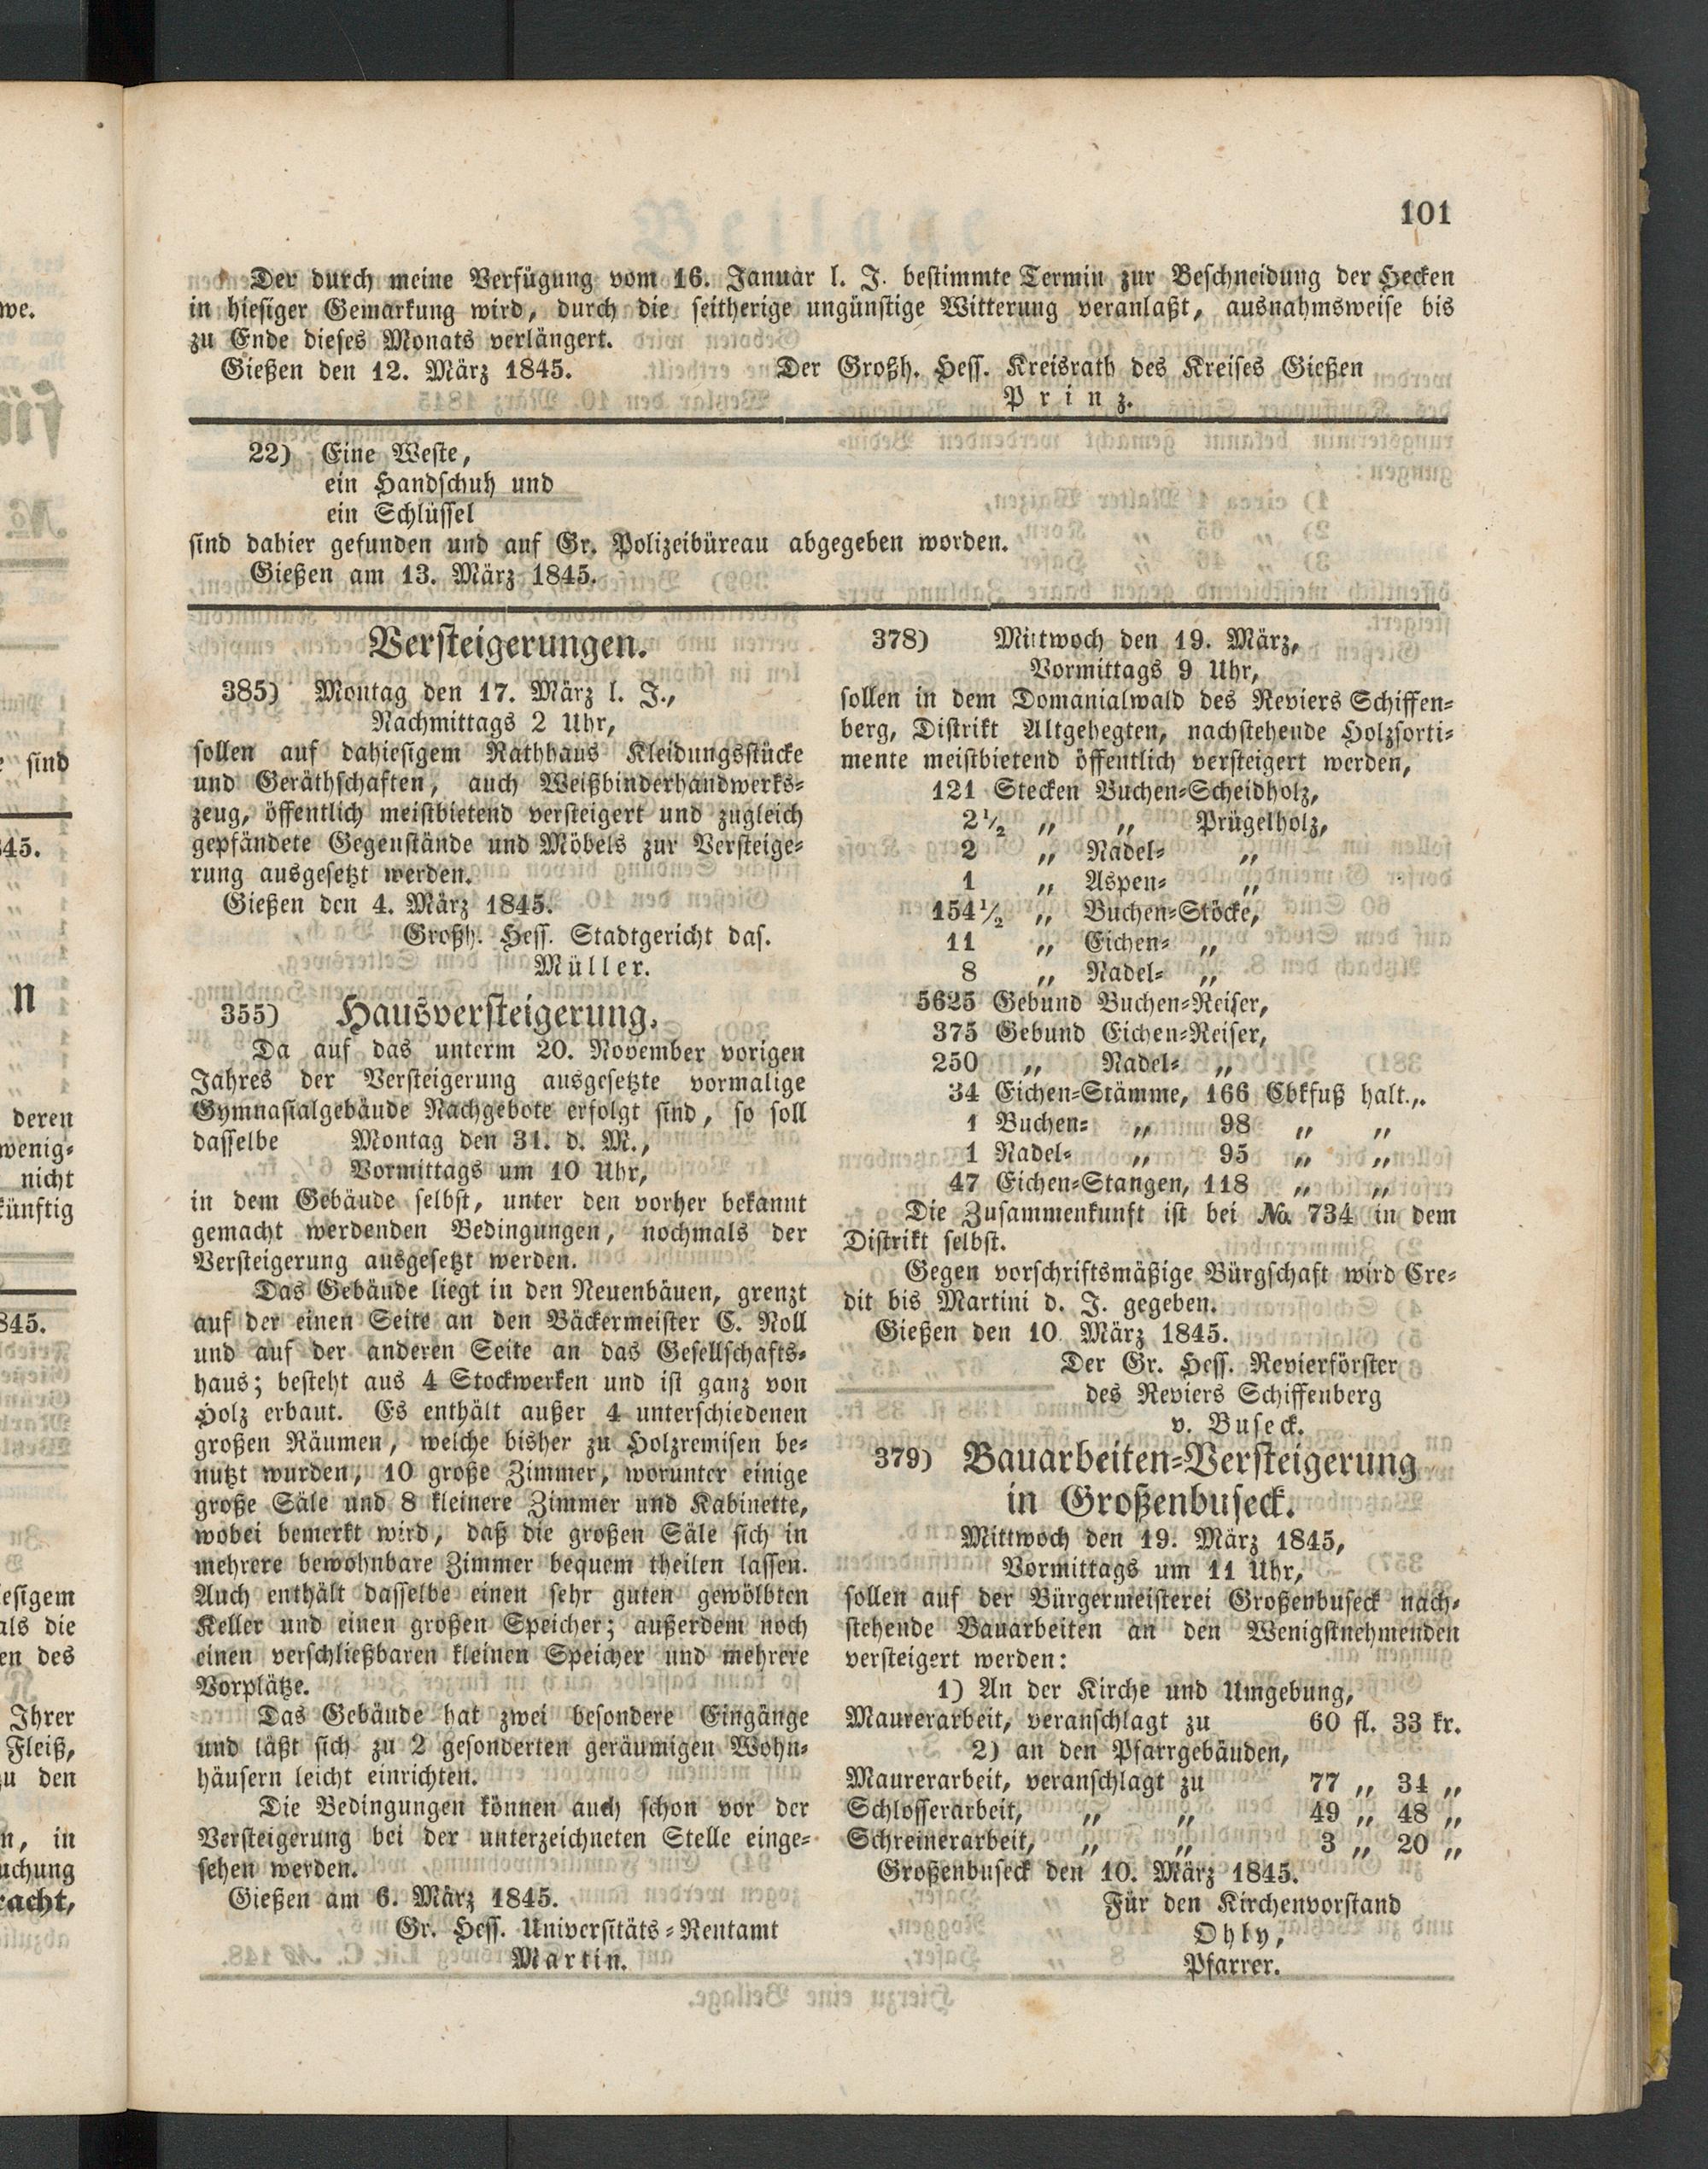 101
Der durch meine Verfügung vom 16. Januar l. J. bestimmte Termin zur Beschneidung der Hecken
in hiesiger Gemarkung wird, durch die seitherige ungünstige Witterung veranlaßt, ausnahmsweise bis
zu Ende dieses Monats verlängert.
Gießen den 12. März 1845. Der Großh. Hess. Kreisrath des Kreises Gießen
Prinz.
22) Eine Weste,
ein Handschuh und
ein Schlüssel
sind dahier gefunden und auf Gr. Polizeibüreau abgegeben worden.
Gießen am 13. März 1845.
Versteigerungen.
385) Montag den 17. März l. J.,
Nachmittags 2 Uhr,
sollen auf dahiesigem Rathhaus Kleidungsstücke
und Geräthschaften, auch Weißbinderhandwerks-
zeug, öffentlich meistbietend versteigert und zugleich
gepfändete Gegenstände und Möbels zur Versteige-
rung ausgesetzt werden.
Gießen den 4. März 1845.
Großh. Hess. Stadtgericht das.
Müller.
355) Hausversteigerung.
Da auf das unterm 20. November vorigen
Jahres der Versteigerung ausgesetzte vormalige
Gymnasialgebäude Nachgebote erfolgt sind, so soll
dasselbe Montag den 31. d. M.,
Vormittags um 10 Uhr,
in dem Gebäude selbst, unter den vorher bekannt
gemacht werdenden Bedingungen, nochmals der
Versteigerung ausgesetzt werden.
Das Gebäude liegt in den Neuenbäuen, grenzt
auf der einen Seite an den Bäckermeister C. Noll
und auf der anderen Seite an das Gesellschafts-
haus; besteht aus 4 Stockwerken und ist ganz von
Holz erbaut. Es enthält außer 4 unterschiedenen
großen Räumen, welche bisher zu Holzremisen be-
nutzt wurden, 10 große Zimmer, worunter einige
große Säle und 8 kleinere Zimmer und Kabinette,
wobei bemerkt wird, daß die großen Säle sich in
mehrere bewohnbare Zimmer bequem theilen lassen.
Auch enthält dasselbe einen sehr guten gewölbten
Keller und einen großen Speicher; außerdem noch
einen verschließbaren kleinen Speicher und mehrere
Vorplätze.
Das Gebäude hat zwei besondere Eingänge
und läßt sich zu 2 gesonderten geräumigen Wohn-
häusern leicht einrichten.
Die Bedingungen können auch schon vor der
Versteigerung bei der unterzeichneten Stelle einge-
sehen werden.
Gießen am 6. März 1845.
Gr. Hess. Universitäts-Rentamt
Martin.
378) Mittwoch den 19. März,
Vormittags 9 Uhr,
sollen in dem Domanialwald des Reviers Schiffen-
berg, Distrikt Altgehegten, nachstehende Holzsorti-
mente meistbietend öffentlich versteigert werden,
121 Stecken Buchen-Scheidholz,
2½ „ „ Prügelholz,
2 „ Nadel- „
1 „ Aspen- „
154½ „ Buchen-Stöcke,
11 „ Eichen- „
8 „ Nadel- „
5625 Gebund Buchen-Reiser,
375 Gebund Eichen-Reiser,
250 „ Nadel- „
34 Eichen-Stämme, 166 Cbkfuß halt.,
1 Buchen- „ 98 „ „
1 Nadel- „ 95 „ „
47 Eichen-Stangen, 118 „ „
Die Zusammenkunft ist bei No. 734 in dem
Distrikt selbst.
Gegen vorschriftsmäßige Bürgschaft wird Cre-
dit bis Martini d. J. gegeben.
Gießen den 10. März 1845.
Der Gr. Hess. Revierförster
des Reviers Schiffenberg
v. Buseck.
379) Bauarbeiten-Versteigerung
in Großenbuseck.
Mittwoch den 19. März 1845,
Vormittags um 11 Uhr,
sollen auf der Bürgermeisterei Großenbuseck nach-
stehende Bauarbeiten an den Wenigstnehmenden
versteigert werden:
1) An der Kirche und Umgebung,
Maurerarbeit, veranschlagt zu 60 fl. 33 kr.
2) an den Pfarrgebäuden,
Maurerarbeit, veranschlagt zu 77 „ 34 „
Schlosserarbeit, „ „ 49 „ 48 „
Schreinerarbeit, „ „ 3 „ 20 „
Großenbuseck den 10. März 1845.
Für den Kirchenvorstand
Ohly,
Pfarrer.